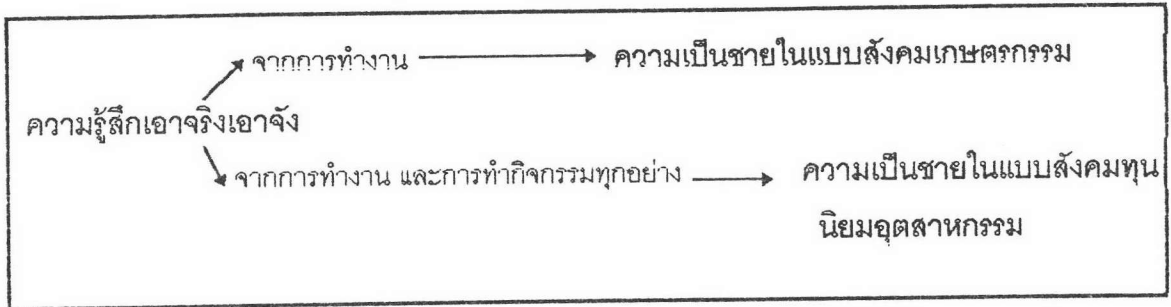 จากการทำงาน ความเป็นชายในแบบสังคมเกษตรกรรม
ความรู้สึกเอาจริงเอาจัง
จากการทำงาน และการทำกิจกรรมทุกอย่าง ความเป็นชายในแบบสังคมทุน
นิยมอุตสาหกรรม